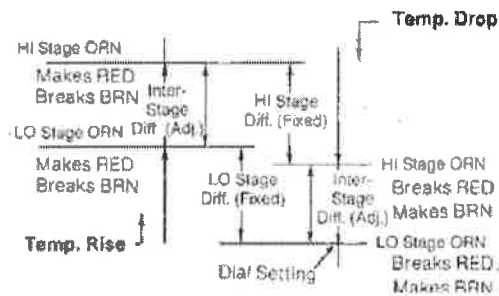 Temp. Drop
HI Stage ORN
Makes RED
Breaks BRN
Inter-
Stage
Diff. (Adj.)
HI Stage
Diff. (Fixed)
LO Stage ORN
Makes RED
Breaks BRN
LO Stage
Diff. (Fixed)
Inter-
Stage
Diff. (Adj.)
HI Stage ORN
Breaks RED
Makes BRN
Temp. Rise
Dial Setting
LO Stage ORN
Breaks RED
Makes BRN